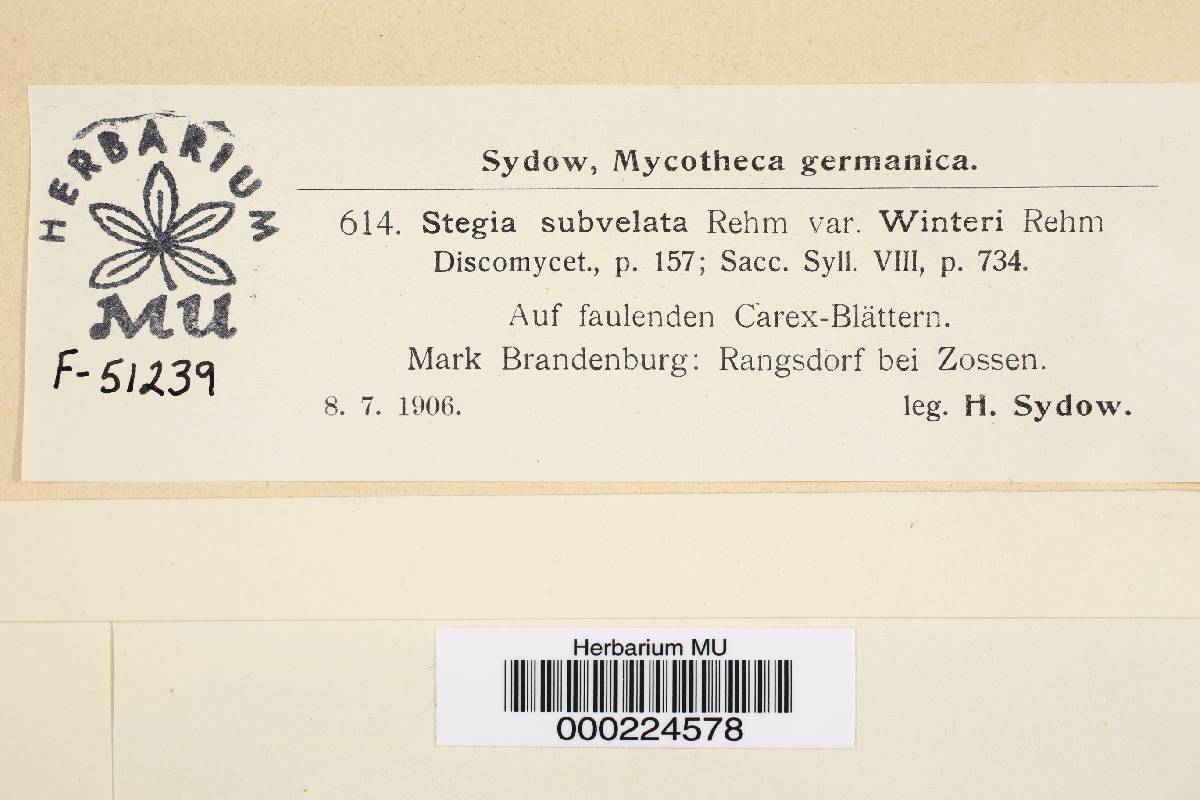 HERBARIUM
MU
F-51239
Sydow, Mycotheca germanica.
614. Stegia subvelata Rehm var. Winteri Rehm
Discomycet., p. 157; Sacc. Syll. VIII, p. 734.
Auf faulenden Carex-Blättern.
Mark Brandenburg: Rangsdorf bei Zossen.
8. 7. 1906. leg. H. Sydow.
Herbarium MU
000224578